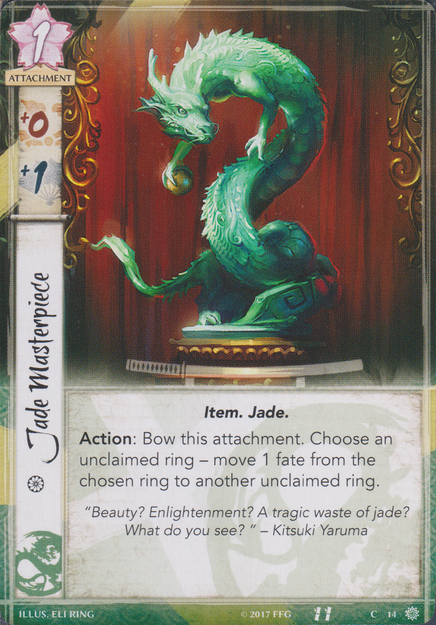 1
ATTACHMENT
+0
+1
Jade Masterpiece
Item. Jade.
Action: Bow this attachment. Choose an
unclaimed ring – move 1 fate from the
chosen ring to another unclaimed ring.
“Beauty? Enlightenment? A tragic waste of jade?
What do you see? ” – Kitsuki Yaruma
ILLUS. ELI RING
© 2017 FFG
11
C 14